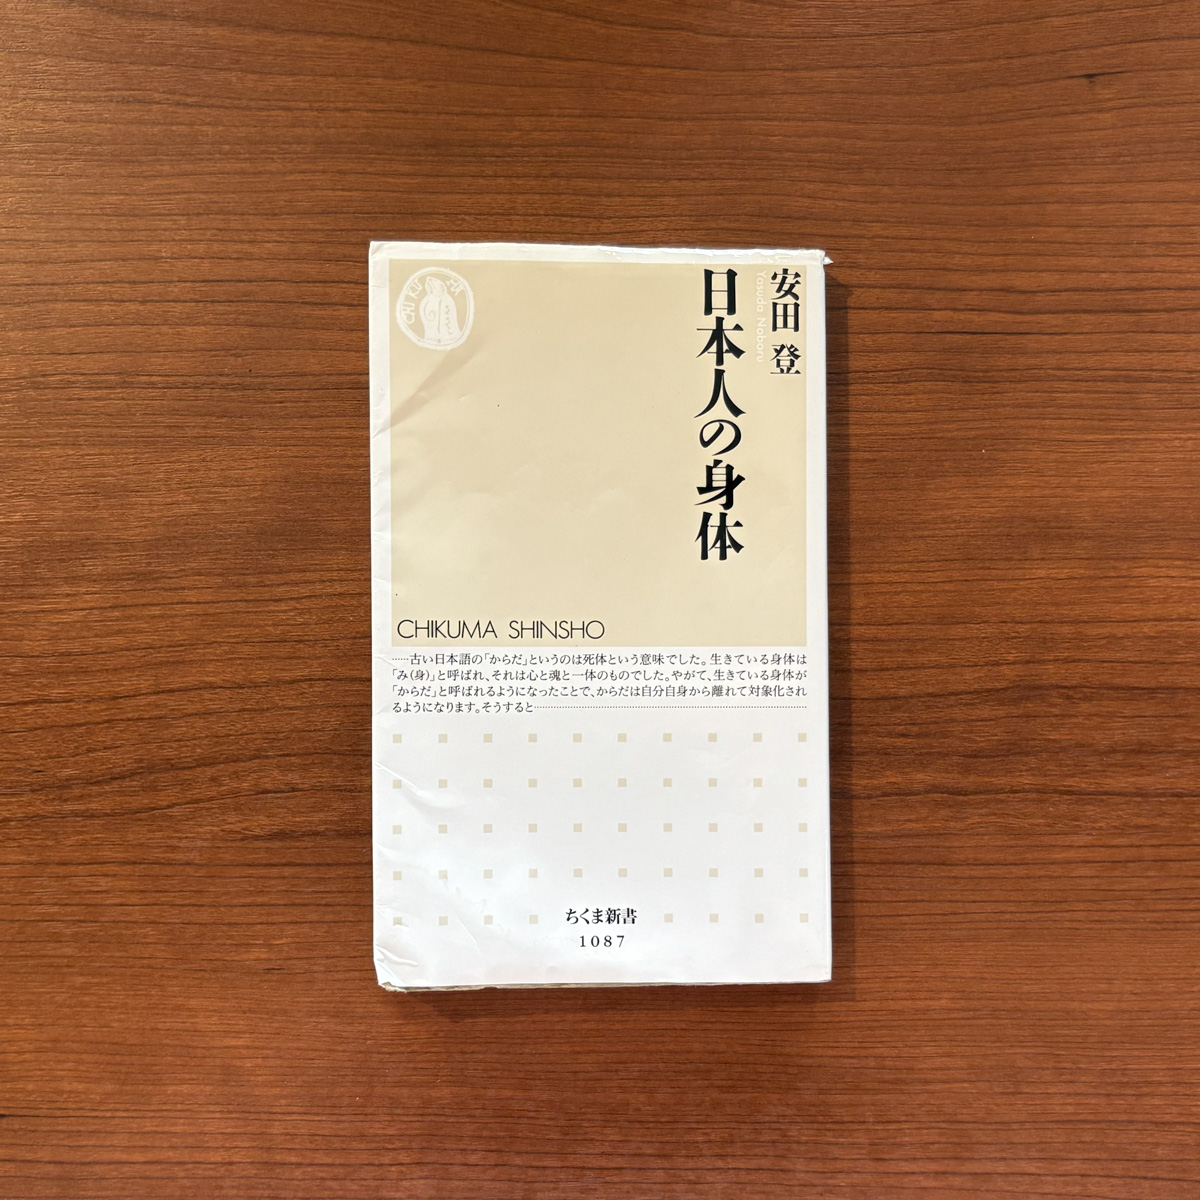 安田 登
Yasuda Noboru
日本人の身体
CHIKUMA SHINSHO
……古い日本語の「からだ」というのは死体という意味でした。生きている身体は
「み(身)」と呼ばれ、それは心と魂と一体のものでした。やがて、生きている身体が
「からだ」と呼ばれるようになったことで、からだは自分自身から離れて対象化され
るようになります。そうすると……………………………………………………
ちくま新書
1087